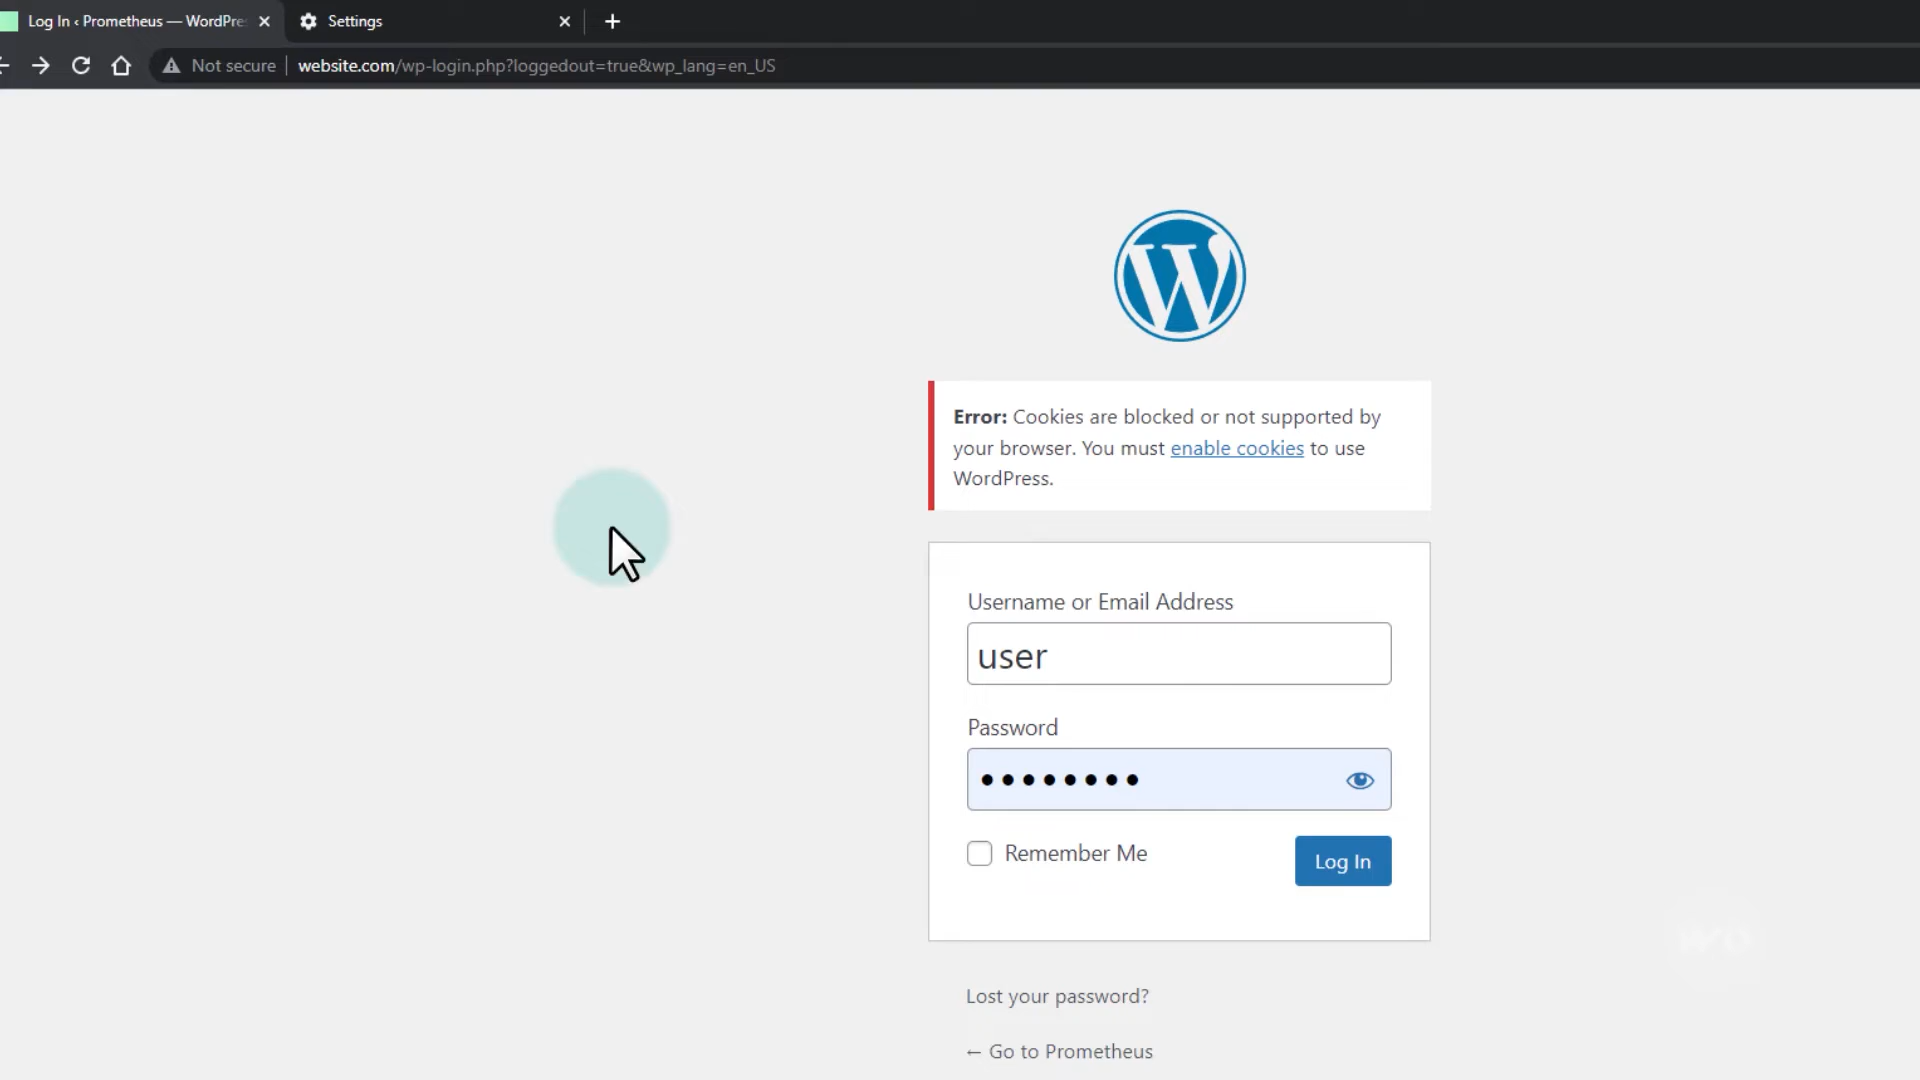 Log In ‹ Prometheus — WordPre
Settings
Not secure
website.com/wp-login.php?loggedout=true&wp_lang=en_US
Error: Cookies are blocked or not supported by
your browser. You must enable cookies to use
WordPress.
Username or Email Address
user
Password
Remember Me
Log In
Lost your password?
← Go to Prometheus